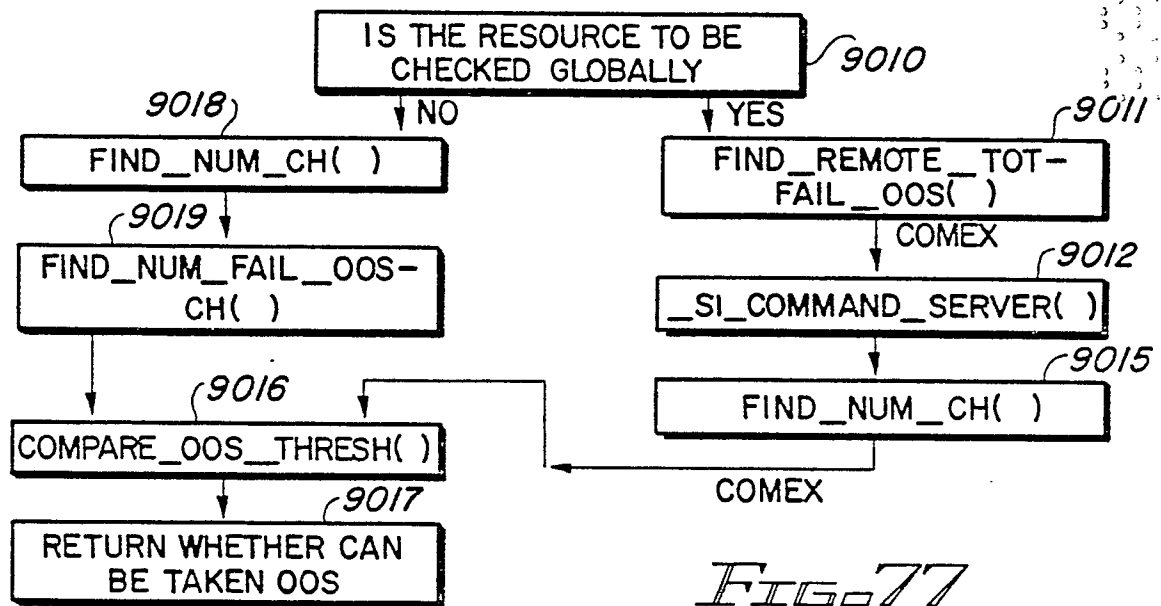 IS THE RESOURCE TO BE
CHECKED GLOBALLY
9010
NO
YES
9018
FIND_NUM_CH( )
9011
FIND_REMOTE_TOT-
FAIL_OOS( )
9019
FIND_NUM_FAIL_OOS-
CH( )
COMEX
9012
_SI_COMMAND_SERVER( )
9015
FIND_NUM_CH( )
9016
COMPARE_OOS_THRESH( )
COMEX
9017
RETURN WHETHER CAN
BE TAKEN OOS
FIG.77